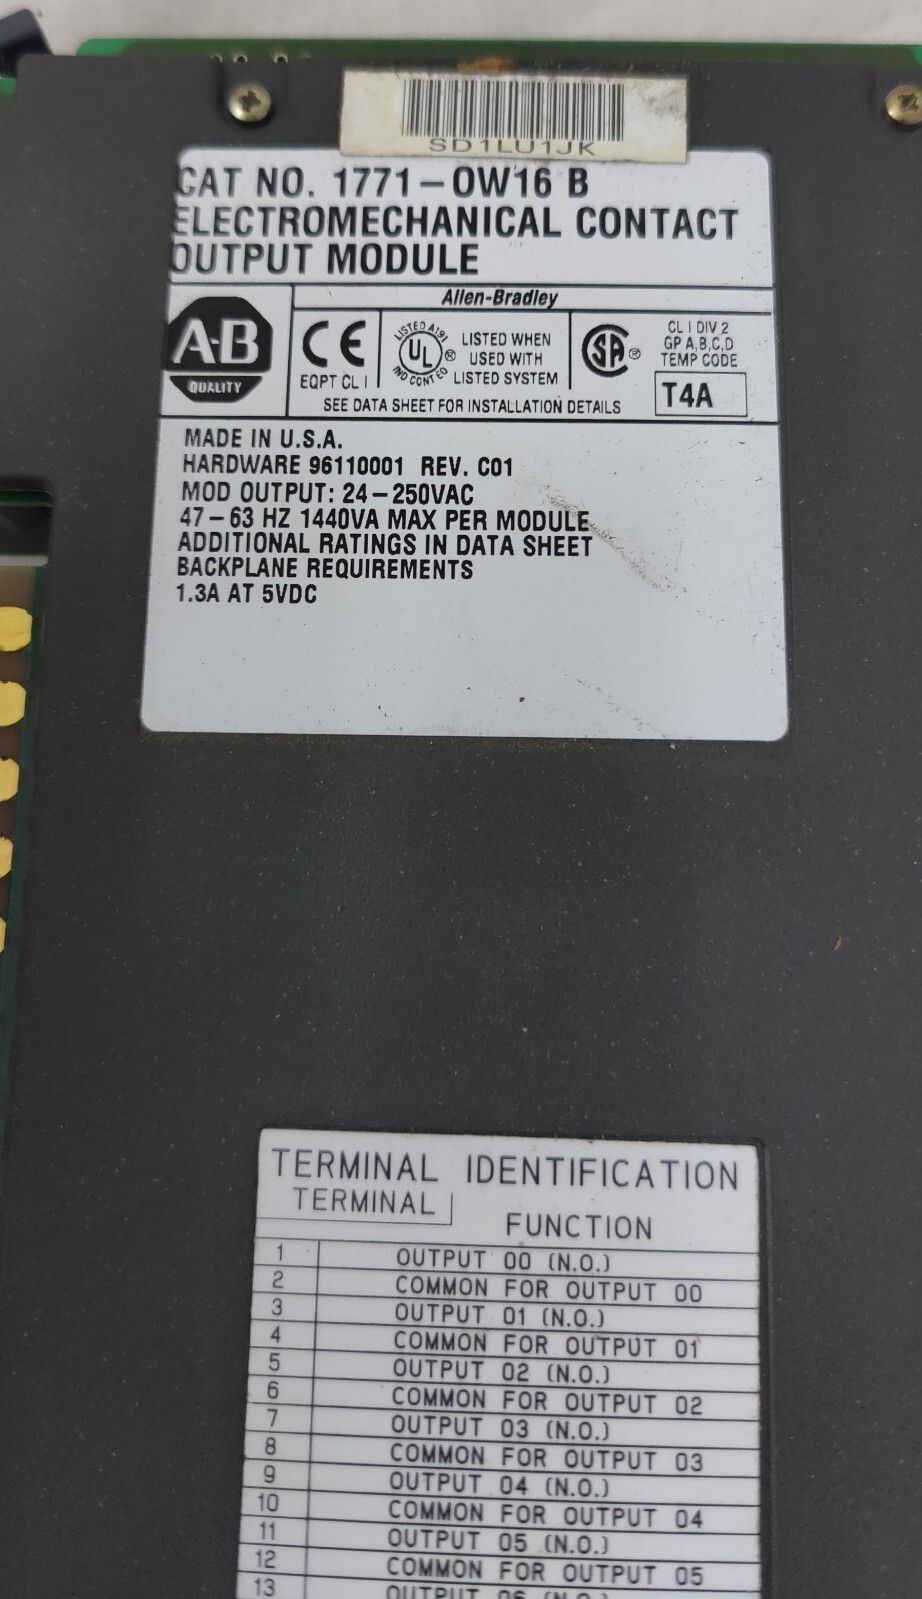 SD1LU1JK
CAT NO. 1771-OW16 B
ELECTROMECHANICAL CONTACT
OUTPUT MODULE
Allen-Bradley
A-B
QUALITY
CE
EQPT CL I
LISTED A191
UL
IND CONT EQ
®
LISTED WHEN
USED WITH
LISTED SYSTEM
SA
®
CL I DIV 2
GP A,B,C,D
TEMP CODE
T4A
SEE DATA SHEET FOR INSTALLATION DETAILS
MADE IN U.S.A.
HARDWARE 96110001 REV. C01
MOD OUTPUT: 24-250VAC
47-63 HZ 1440VA MAX PER MODULE
ADDITIONAL RATINGS IN DATA SHEET
BACKPLANE REQUIREMENTS
1.3A AT 5VDC
TERMINAL IDENTIFICATION
TERMINAL
FUNCTION
1 OUTPUT 00 (N.O.)
2 COMMON FOR OUTPUT 00
3 OUTPUT 01 (N.O.)
4 COMMON FOR OUTPUT 01
5 OUTPUT 02 (N.O.)
6 COMMON FOR OUTPUT 02
7 OUTPUT 03 (N.O.)
8 COMMON FOR OUTPUT 03
9 OUTPUT 04 (N.O.)
10 COMMON FOR OUTPUT 04
11 OUTPUT 05 (N.O.)
12 COMMON FOR OUTPUT 05
13 OUTPUT 06 (N.O.)